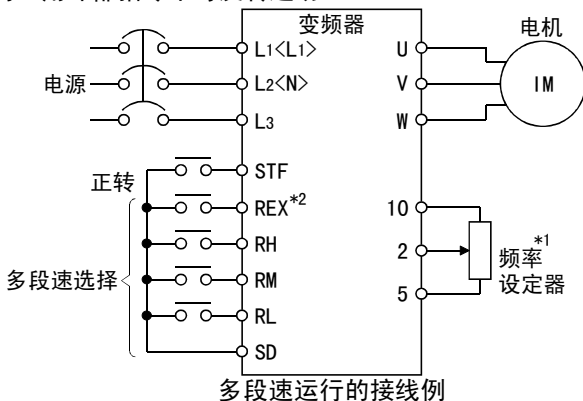 变频器
电机
电源
L1<L1>
L2<N>
L3
U
V
W
IM
正转
STF
REX*2
RH
RM
RL
SD
多段速选择
10
2
5
频率*1
设定器
多段速运行的接线例